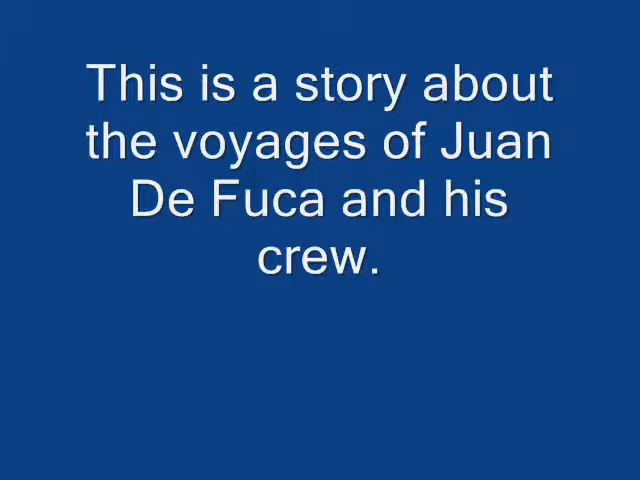 This is a story about
the voyages of Juan
De Fuca and his
crew.